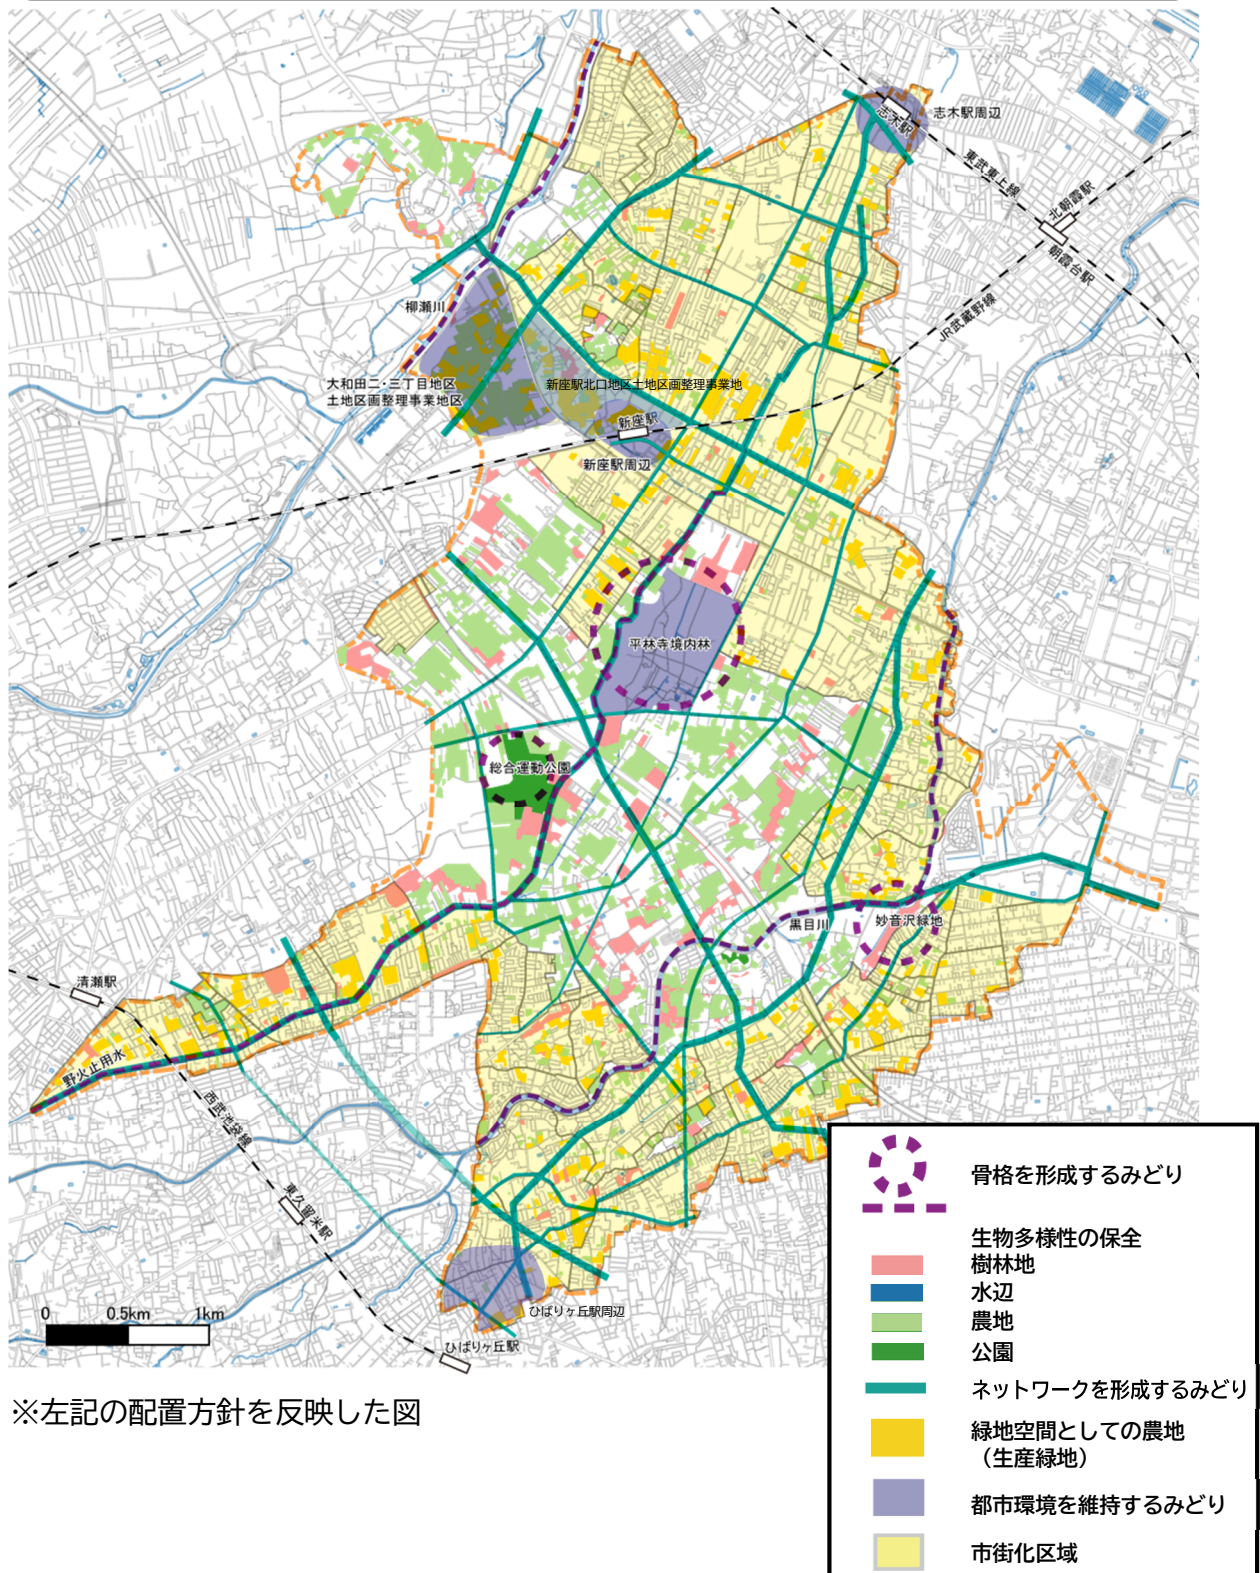 志木駅
志木駅周辺
東武東上線
北朝霞駅
朝霞台駅
JR武蔵野線
柳瀬川
大和田二・三丁目地区
土地区画整理事業地区
新座駅北口地区土地区画整理事業地
新座駅
新座駅周辺
平林寺境内林
総合運動公園
黒目川
妙音沢緑地
清瀬駅
野火止用水
西武池袋線
東久留米駅
ひばりヶ丘駅周辺
ひばりヶ丘駅
0 0.5km 1km
骨格を形成するみどり
生物多様性の保全
樹林地
水辺
農地
公園
ネットワークを形成するみどり
緑地空間としての農地
（生産緑地）
都市環境を維持するみどり
市街化区域
※左記の配置方針を反映した図